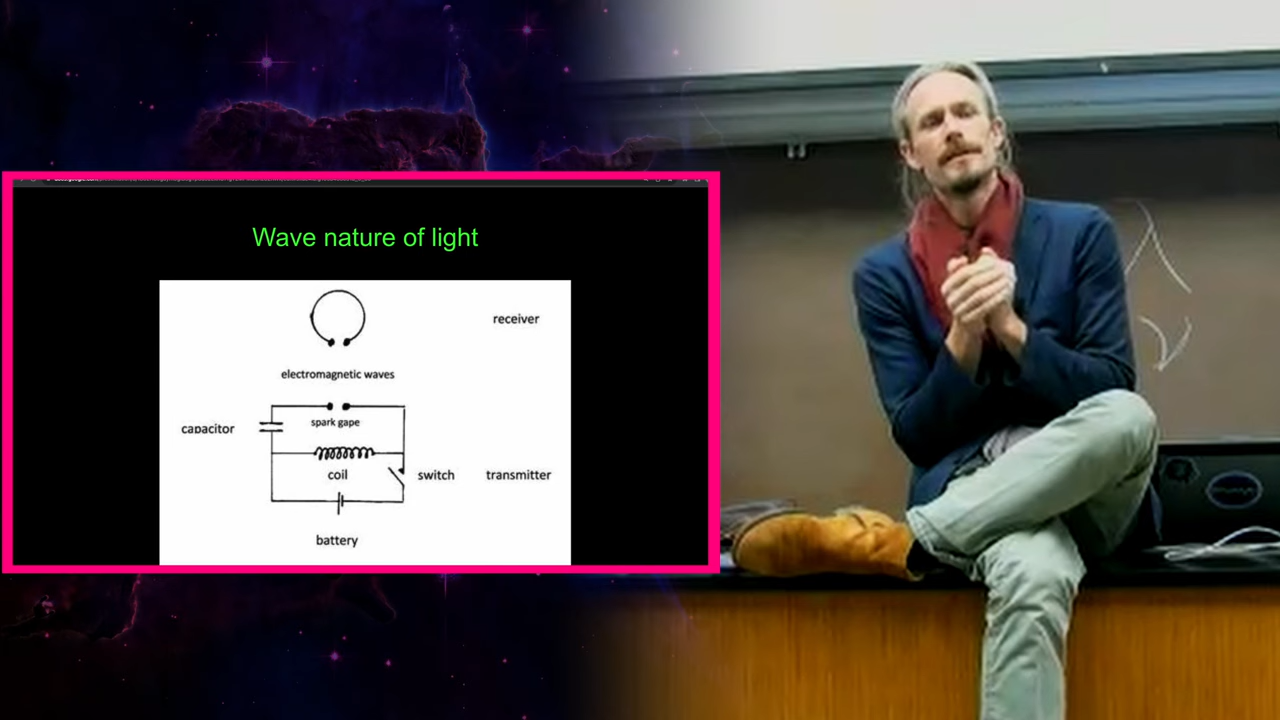 Wave nature of light
receiver
electromagnetic waves
capacitor
spark gape
coil
switch
transmitter
battery